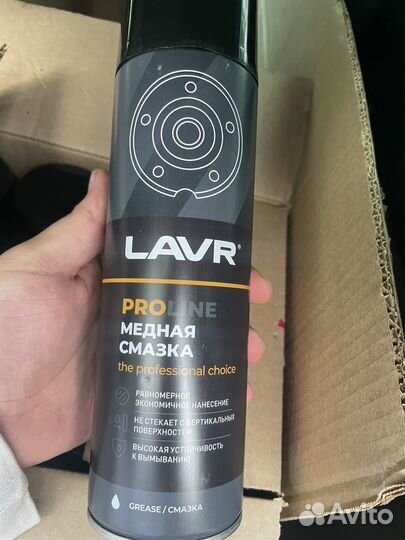 LAVR®
PROLINE
МЕДНАЯ
СМАЗКА
the professional choice
РАВНОМЕРНОЕ
ЭКОНОМИЧНОЕ НАНЕСЕНИЕ
НЕ СТЕКАЕТ С ВЕРТИКАЛЬНЫХ
ПОВЕРХНОСТЕЙ
ВЫСОКАЯ УСТОЙЧИВОСТЬ
К ВЫМЫВАНИЮ
GREASE / СМАЗКА
Avito